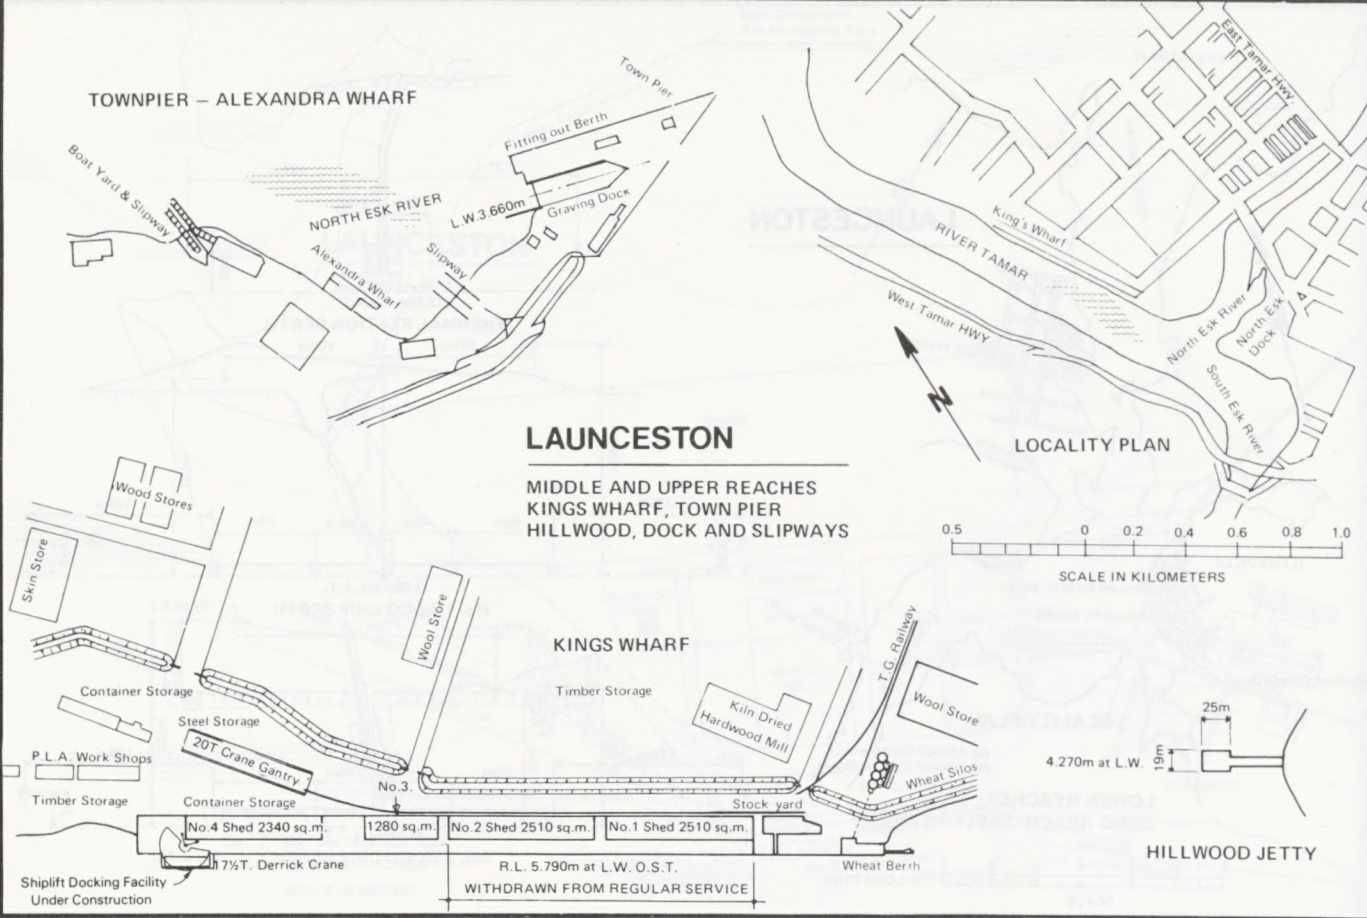 TOWNPIER – ALEXANDRA WHARF
Town Pier
Fitting out Berth
Boat Yard & Slipway
NORTH ESK RIVER
L.W.3.660m
Graving Dock
Alexandra Wharf
Slipway
East Tamar Hwy.
King's Wharf
RIVER TAMAR
West Tamar HWY
North Esk River
North Esk
Dock
South Esk River
N
LOCALITY PLAN
0.5 0 0.2 0.4 0.6 0.8 1.0
SCALE IN KILOMETERS
LAUNCESTON
MIDDLE AND UPPER REACHES
KINGS WHARF, TOWN PIER
HILLWOOD, DOCK AND SLIPWAYS
Wood Stores
Skin Store
Wool Store
KINGS WHARF
T.G. Railway
Container Storage
Timber Storage
Kiln Dried
Hardwood Mill
Wool Store
Steel Storage
20T Crane Gantry
P.L.A. Work Shops
Wheat Silos
Timber Storage
Container Storage
No.3.
Stock yard
No.4 Shed 2340 sq.m.
1280 sq.m.
No.2 Shed 2510 sq.m.
No.1 Shed 2510 sq.m.
17½T. Derrick Crane
R.L. 5.790m at L.W.O.S.T.
Wheat Berth
Shiplift Docking Facility
Under Construction
WITHDRAWN FROM REGULAR SERVICE
25m
4.270m at L.W.
19m
HILLWOOD JETTY